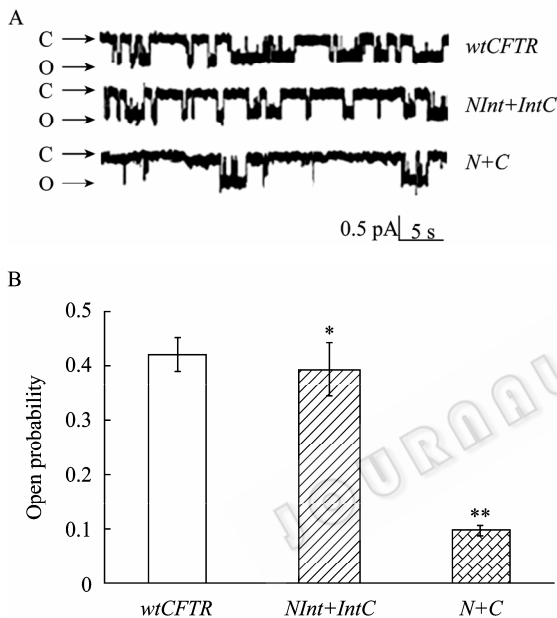 A
C
O
wtCFTR
C
O
NInt+IntC
C
O
N+C
0.5 pA
5 s
B
Open probability
0.5
0.4
0.3
0.2
0.1
0
*
**
wtCFTR
NInt+IntC
N+C
JOURNAL